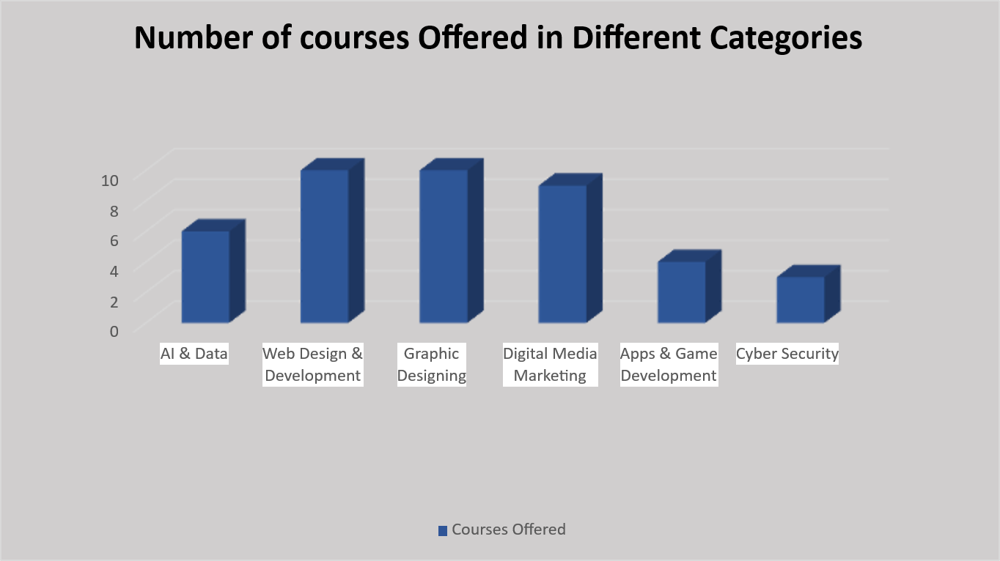 Number of courses Offered in Different Categories
10
8
6
4
2
0
AI & Data
Web Design &
Development
Graphic
Designing
Digital Media
Marketing
Apps & Game
Development
Cyber Security
Courses Offered